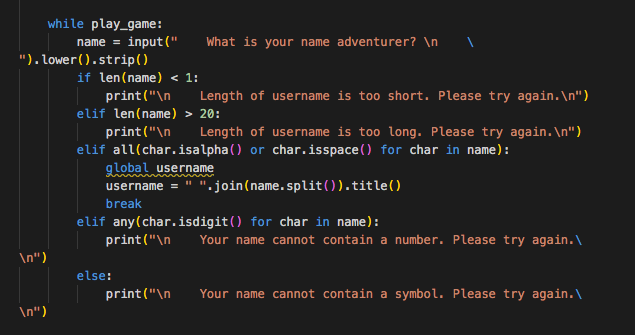 while play_game:
name = input("    What is your name adventurer? \n    \
").lower().strip()
if len(name) < 1:
print("\n    Length of username is too short. Please try again.\n")
elif len(name) > 20:
print("\n    Length of username is too long. Please try again.\n")
elif all(char.isalpha() or char.isspace() for char in name):
global username
username = " ".join(name.split()).title()
break
elif any(char.isdigit() for char in name):
print("\n    Your name cannot contain a number. Please try again.\
\n")
else:
print("\n    Your name cannot contain a symbol. Please try again.\
\n")